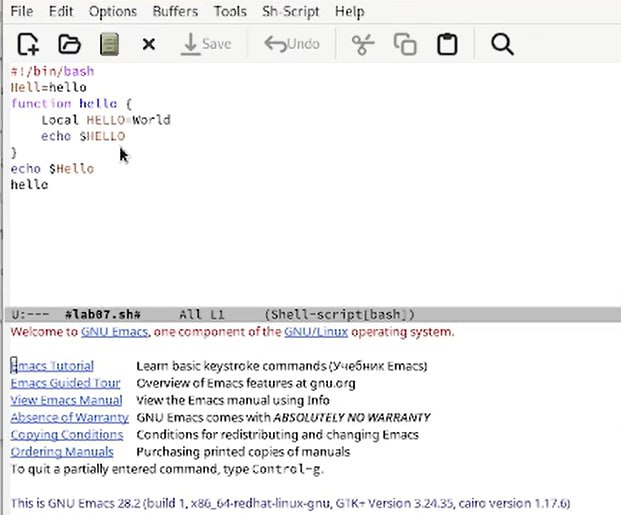 File Edit Options Buffers Tools Sh-Script Help
Save Undo
#!/bin/bash
Hell=hello
function hello {
    Local HELLO=World
    echo $HELLO
}
echo $Hello
hello
U:--- #lab07.sh# All L1 (Shell-script[bash])
Welcome to GNU Emacs, one component of the GNU/Linux operating system.
Emacs Tutorial Learn basic keystroke commands (Учебник Emacs)
Emacs Guided Tour Overview of Emacs features at gnu.org
View Emacs Manual View the Emacs manual using Info
Absence of Warranty GNU Emacs comes with ABSOLUTELY NO WARRANTY
Copying Conditions Conditions for redistributing and changing Emacs
Ordering Manuals Purchasing printed copies of manuals
To quit a partially entered command, type Control-g.
This is GNU Emacs 28.2 (build 1, x86_64-redhat-linux-gnu, GTK+ Version 3.24.35, cairo version 1.17.6)